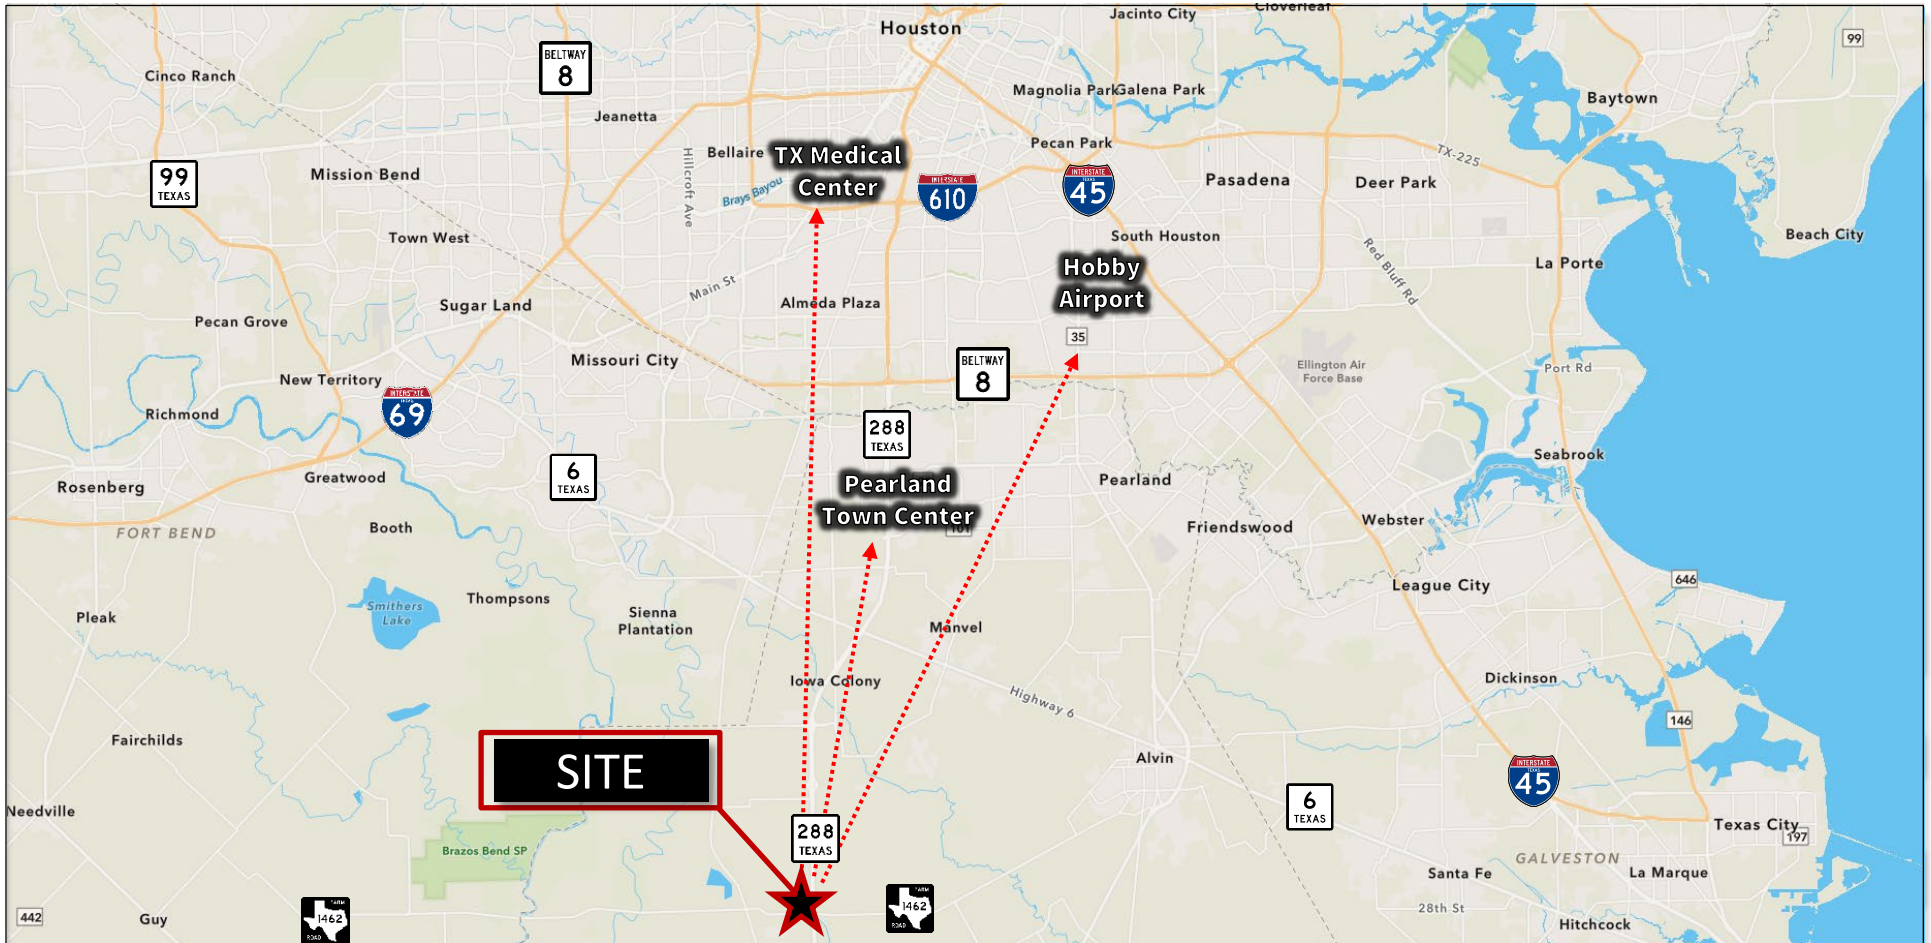 Houston
Jacinto City
Cloverleaf
99
BELTWAY
8
Cinco Ranch
Magnolia Park
Galena Park
Baytown
Jeanetta
Pecan Park
Bellaire
TX Medical
Center
Hillcroft Ave
Brays Bayou
TX-225
99
TEXAS
Mission Bend
INTERSTATE
610
INTERSTATE
TEXAS
45
Pasadena
Deer Park
Town West
South Houston
Beach City
Red Bluff Rd
La Porte
Hobby
Airport
Main St
Almeda Plaza
Sugar Land
Pecan Grove
35
Missouri City
BELTWAY
8
Ellington Air
Force Base
Port Rd
New Territory
INTERSTATE
69
Richmond
288
TEXAS
Seabrook
6
TEXAS
Greatwood
Rosenberg
Pearland
Town Center
Pearland
101
Webster
Friendswood
FORT BEND
Booth
646
League City
Smithers
Lake
Thompsons
Sienna
Plantation
Pleak
Manvel
Iowa Colony
Dickinson
Highway 6
146
Fairchilds
SITE
Alvin
INTERSTATE
TEXAS
45
6
TEXAS
Needville
288
TEXAS
Texas City
197
Brazos Bend SP
GALVESTON
Santa Fe
La Marque
442
Guy
FARM
1462
ROAD
FARM
1462
ROAD
28th St
Hitchcock